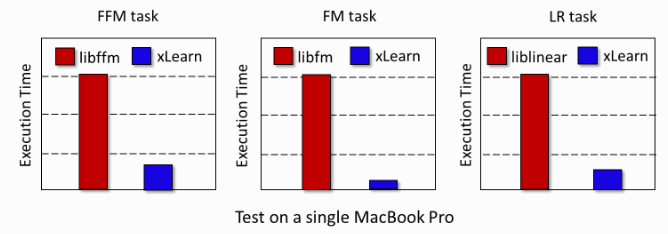 FFM task
libffm xLearn
Execution Time
FM task
libfm xLearn
Execution Time
LR task
liblinear xLearn
Execution Time
Test on a single MacBook Pro